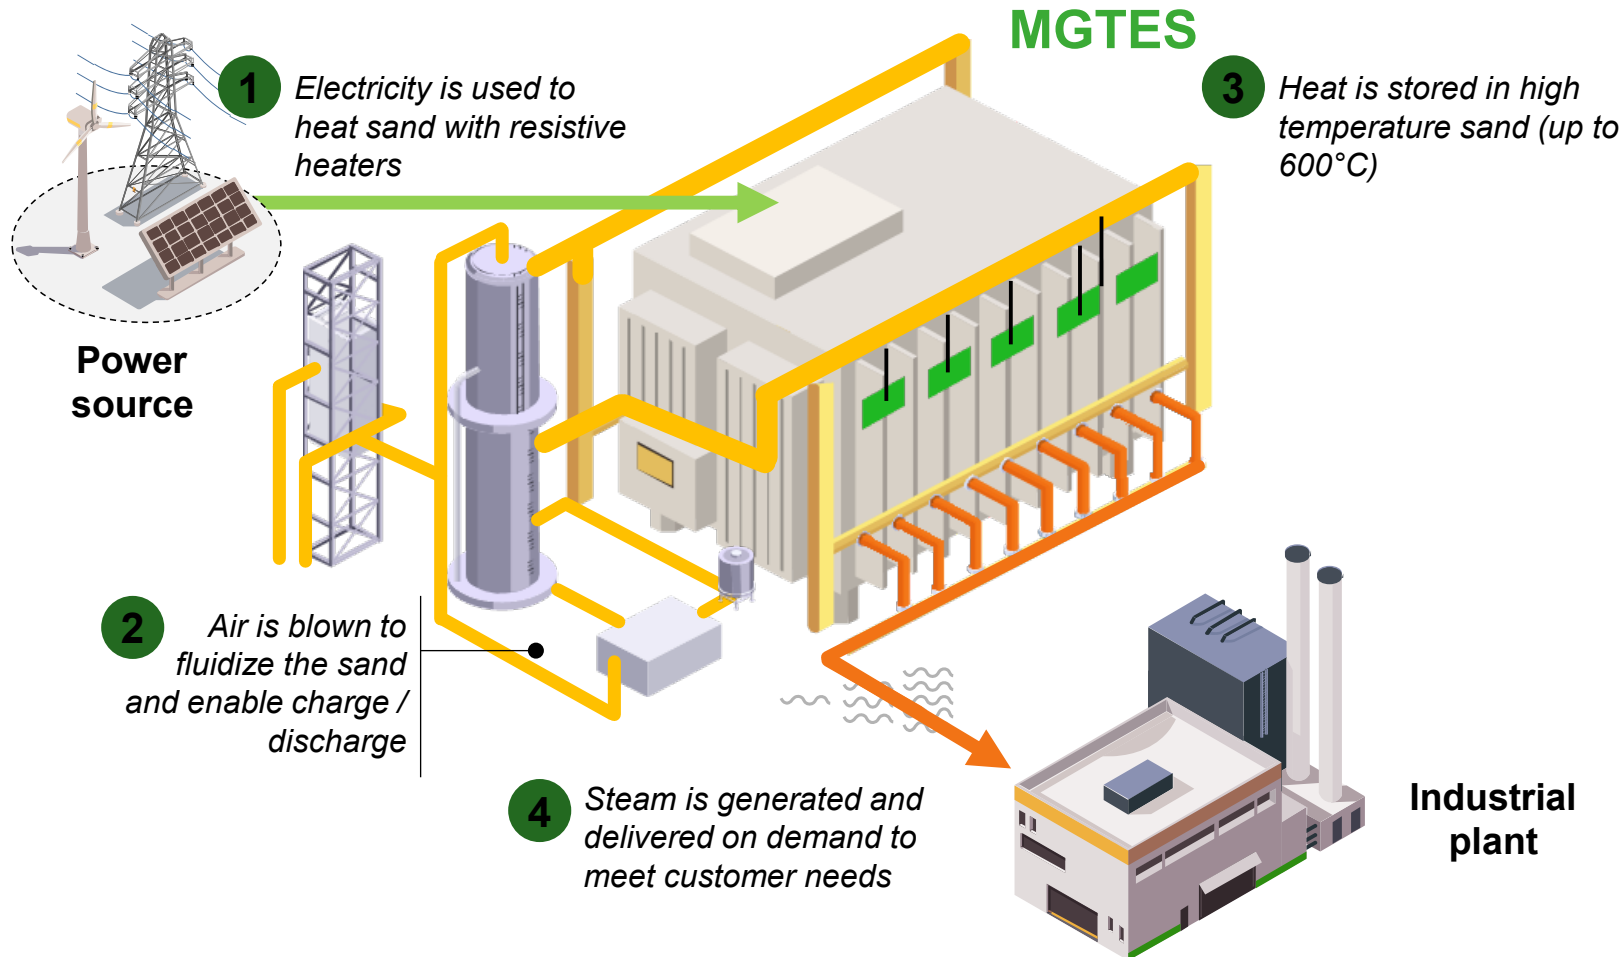 MGTES
1
Electricity is used to
heat sand with resistive
heaters
3
Heat is stored in high
temperature sand (up to
600°C)
Power
source
2
Air is blown to
fluidize the sand
and enable charge /
discharge
4
Steam is generated and
delivered on demand to
meet customer needs
Industrial
plant